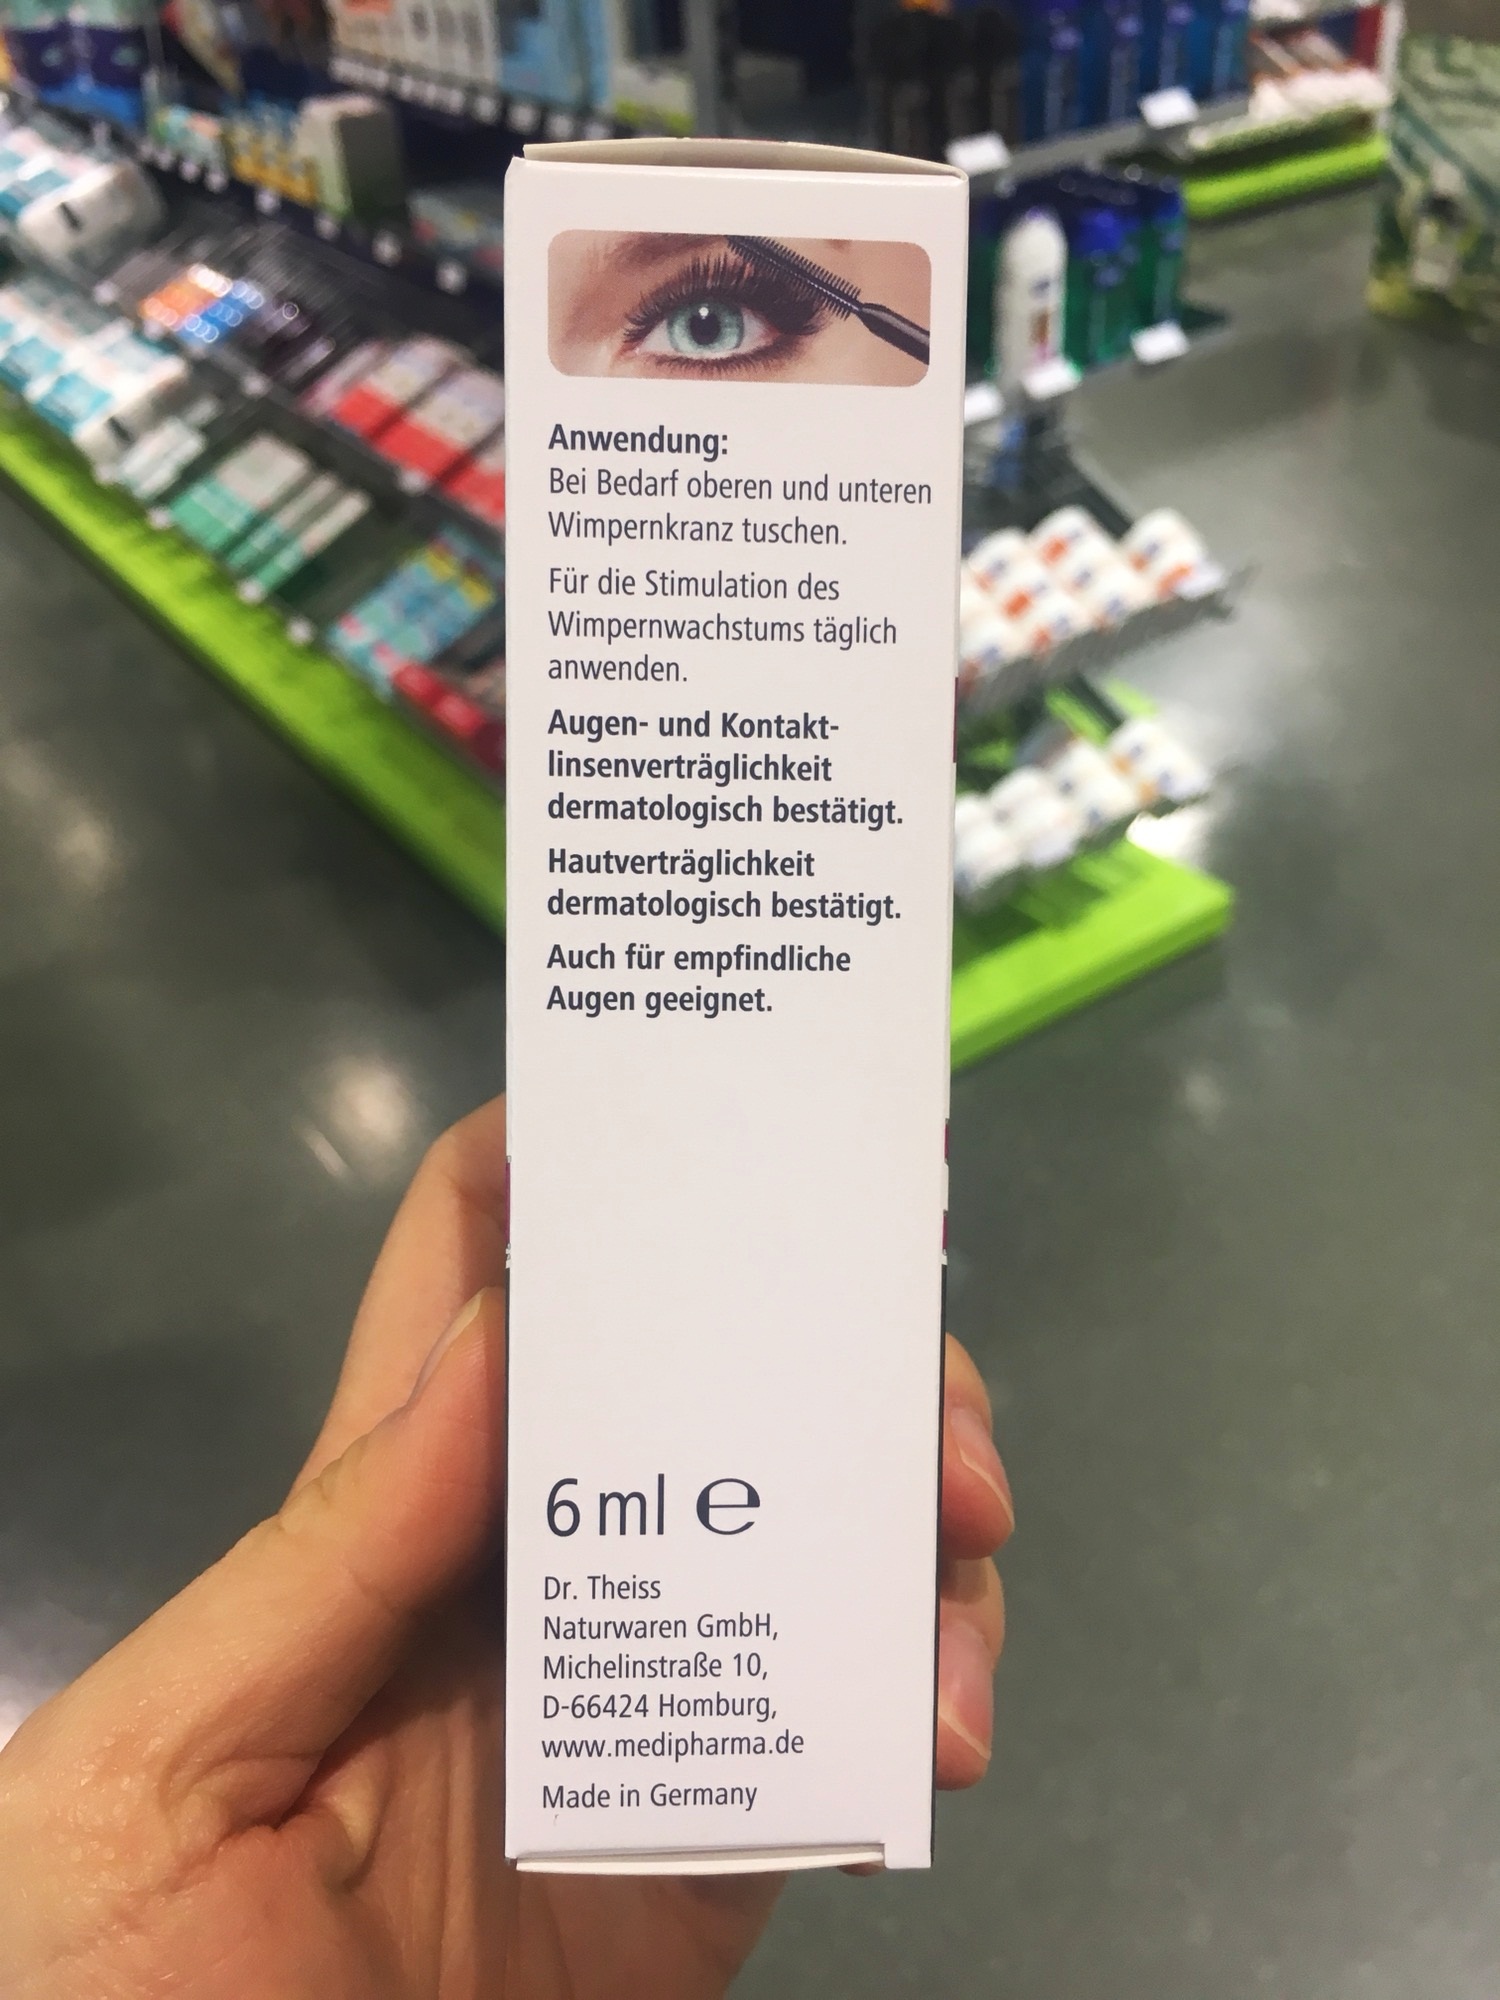 Anwendung:
Bei Bedarf oberen und unteren
Wimpernkranz tuschen.
Für die Stimulation des
Wimpernwachstums täglich
anwenden.
Augen- und Kontakt-
linsenverträglichkeit
dermatologisch bestätigt.
Hautverträglichkeit
dermatologisch bestätigt.
Auch für empfindliche
Augen geeignet.
6 ml ℮
Dr. Theiss
Naturwaren GmbH,
Michelinstraße 10,
D-66424 Homburg,
www.medipharma.de
Made in Germany